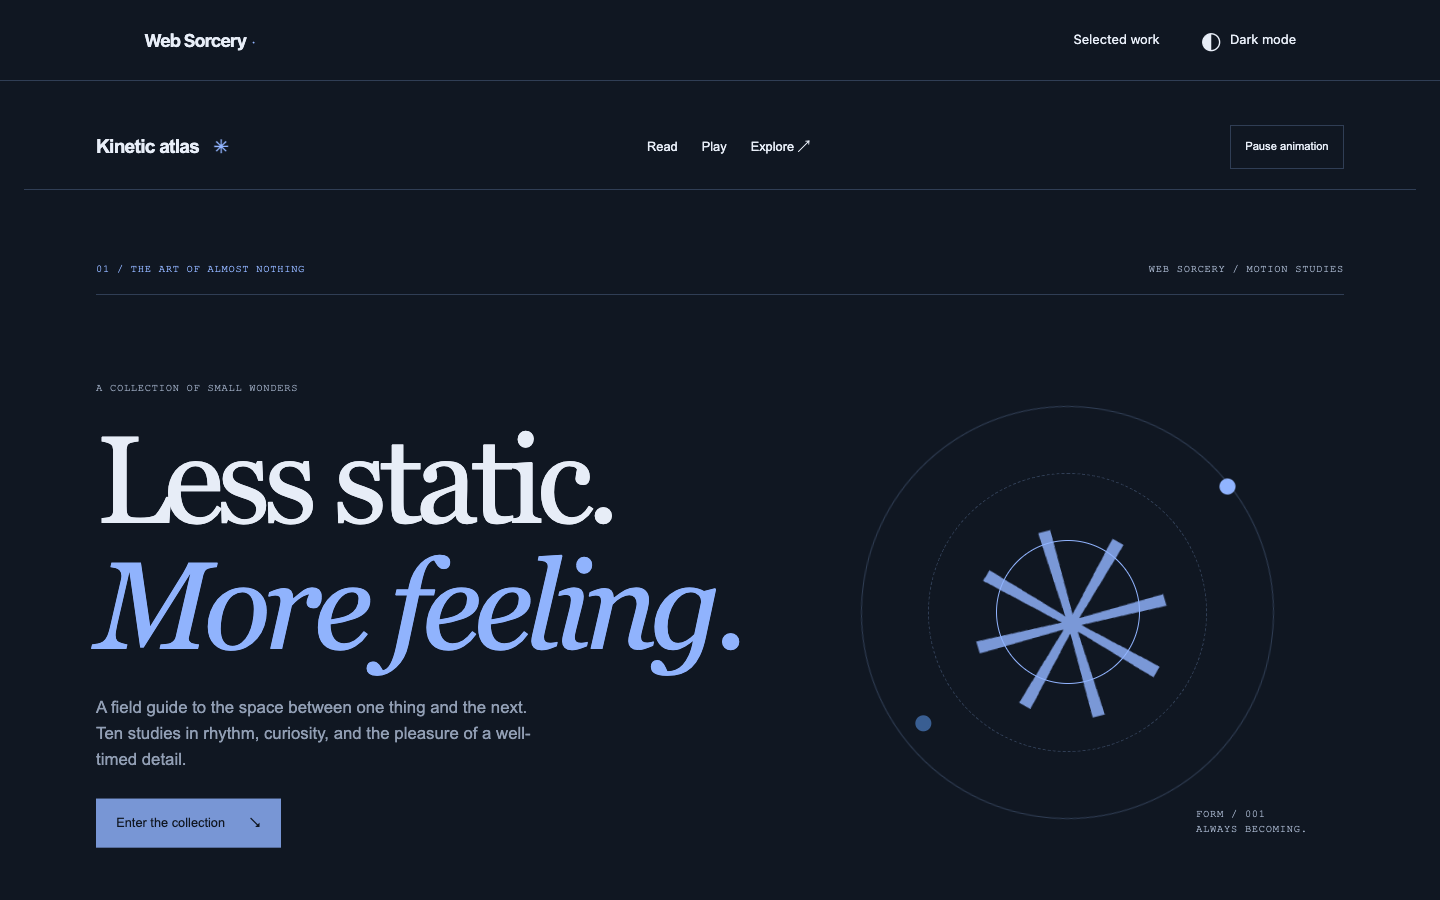 Web Sorcery
Selected work
Dark mode
Kinetic atlas
Read
Play
Explore ↗
Pause animation
01 / THE ART OF ALMOST NOTHING
WEB SORCERY / MOTION STUDIES
A COLLECTION OF SMALL WONDERS
Less static.
More feeling.
A field guide to the space between one thing and the next.
Ten studies in rhythm, curiosity, and the pleasure of a well-
timed detail.
Enter the collection ↘
FORM / 001
ALWAYS BECOMING.